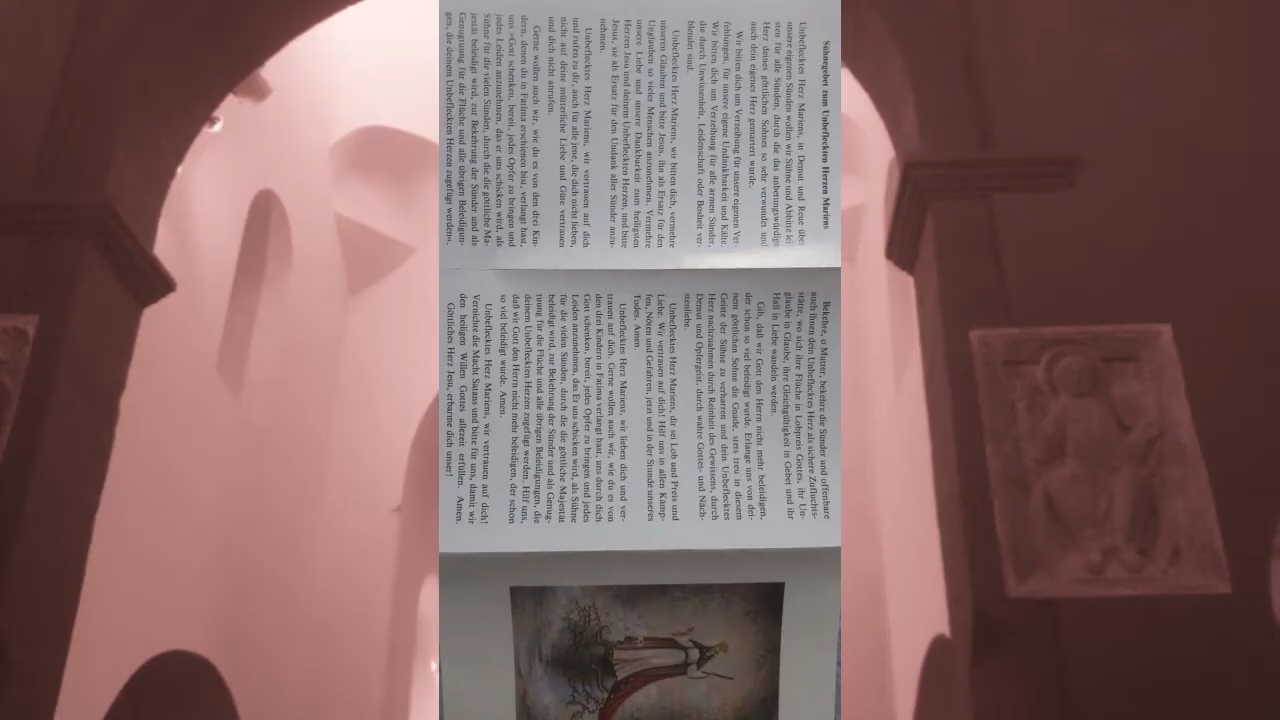 Sühnegebet zum Unbefleckten Herzen Mariens
Unbeflecktes Herz Mariens, in Demut und Reue über
unsere eigenen Sünden wollen wir Sühne und Abbitte lei
sten für alle Sünden, durch die das anbetungswürdige
Herz deines göttlichen Sohnes so sehr verwundet und
auch dein eigenes Herz gemartert wurde.
Wir bitten dich um Verzeihung für unsere eigenen Ver-
fehlungen, für unsere eigene Undankbarkeit und Kälte.
Wir bitten dich um Verzeihung für alle armen Sünder,
die durch Unwissenheit, Leidenschaft oder Bosheit ver-
blendet sind.
Unbeflecktes Herz Mariens, wir bitten dich, vermehre
unseren Glauben und bitte Jesus, ihn als Ersatz für den
Unglauben so vieler Menschen anzunehmen. Vermehre
unsere Liebe und unsere Dankbarkeit zum heiligsten
Herzen Jesu und deinem Unbefleckten Herzen, und bitte
Jesus, sie als Ersatz für den Undank aller Sünder anzu-
nehmen.
Unbeflecktes Herz Mariens, wir vertrauen auf dich
und rufen zu dir, auch für alle jene, die dich nicht lieben,
nicht auf deine mütterliche Liebe und Güte vertrauen
und dich nicht anrufen.
Gerne wollen auch wir, wie du es von den drei Kin-
dern, denen du in Fatima erschienen bist, verlangt hast,
uns »Gott schenken, bereit, jedes Opfer zu bringen und
jedes Leiden anzunehmen, das er uns schicken wird, als
Sühne für die vielen Sünden, durch die die göttliche Ma-
jestät beleidigt wird, zur Bekehrung der Sünder und als
Genugtuung für die Flüche und alle übrigen Beleidigun-
gen, die deinem Unbefleckten Herzen zugefügt werden«.
Bekehre, o Mutter, bekehre die Sünder und offenbare
auch ihnen dein Unbeflecktes Herz als sichere Zufluchts-
stätte, wo sich ihre Flüche in Lobpreis Gottes, ihr Un-
glaube in Glaube, ihre Gleichgültigkeit in Gebet und ihr
Haß in Liebe wandeln werden.
Gib, daß wir Gott den Herrn nicht mehr beleidigen,
der schon so viel beleidigt wurde. Erlange uns von dei-
nem göttlichen Sohne die Gnade, stets treu in diesem
Geiste der Sühne zu verharren und dein Unbeflecktes
Herz nachzuahmen durch Reinheit des Gewissens, durch
Demut und Opfergeist, durch wahre Gottes- und Näch-
stenliebe.
Unbeflecktes Herz Mariens, dir sei Lob und Preis und
Liebe. Wir vertrauen auf dich! Hilf uns in allen Kämp-
fen, Nöten und Gefahren, jetzt und in der Stunde unseres
Todes. Amen.
Unbeflecktes Herz Mariens, wir lieben dich und ver-
trauen auf dich. Gerne wollen auch wir, wie du es von
den drei Kindern in Fatima verlangt hast, uns durch dich
Gott schenken, bereit, jedes Opfer zu bringen und jedes
Leiden anzunehmen, das Er uns schicken wird, als Sühne
für die vielen Sünden, durch die die göttliche Majestät
beleidigt wird, zur Bekehrung der Sünder und als Genug-
tuung für die Flüche und alle übrigen Beleidigungen, die
deinem Unbefleckten Herzen zugefügt werden. Hilf uns,
daß wir Gott den Herrn nicht mehr beleidigen, der schon
so viel beleidigt wurde. Amen.
Unbeflecktes Herz Mariens, wir vertrauen auf dich!
Vernichte die Macht Satans und bitte für uns, damit wir
den heiligen Willen Gottes allezeit erfüllen. Amen.
Göttliches Herz Jesu, erbarme dich unser!